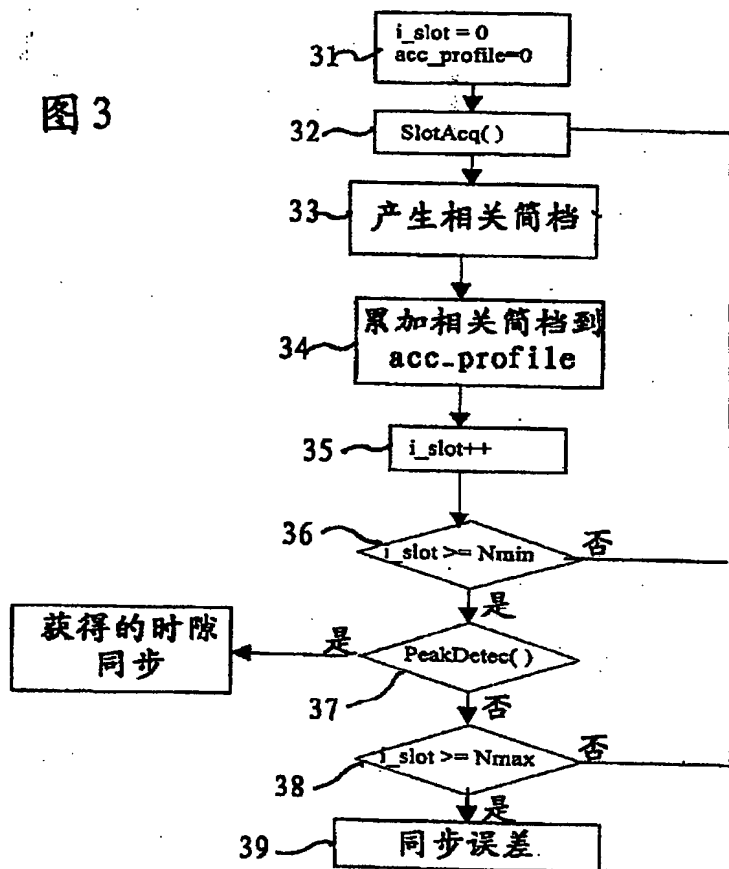 图3
31
i_slot = 0
acc_profile=0
32
SlotAcq( )
33
产生相关简档
34
累加相关简档到
acc_profile
35
i_slot++
36
i_slot >= Nmin
否
是
获得的时隙
同步
是
PeakDetec( )
37
否
i_slot >= Nmax
否
38
是
39
同步误差